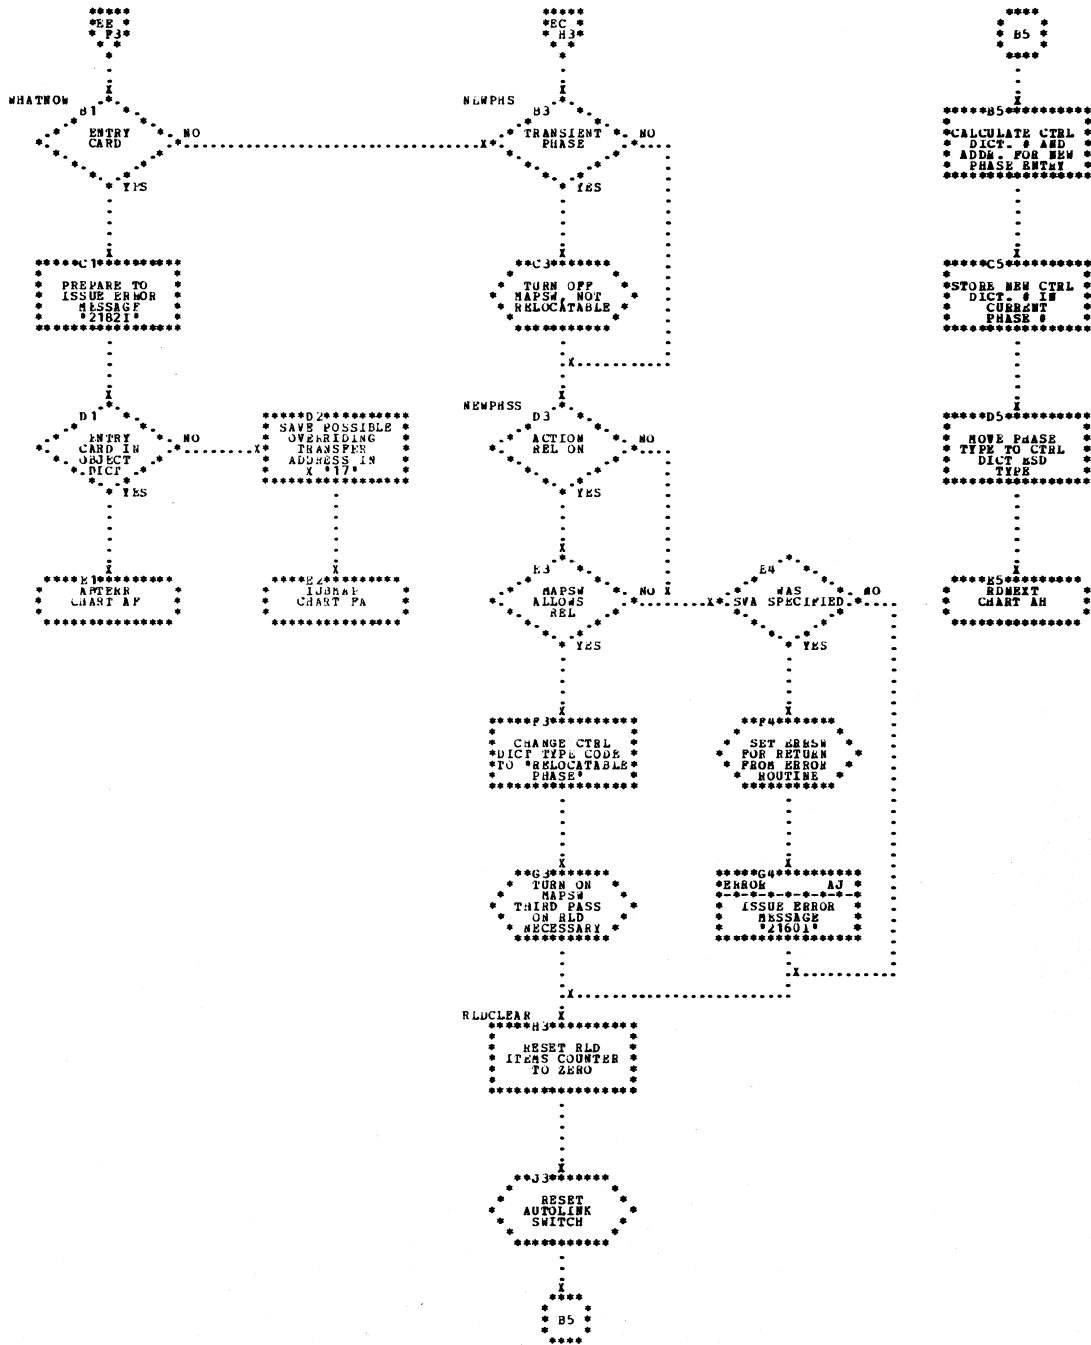 EE
F3
EC
H3
B5
WHATNOW
B1
ENTRY
CARD
NO
YES
NEWPHS
B3
TRANSIENT
PHASE
NO
YES
B5
CALCULATE CTRL
DICT. # AND
ADDR. FOR NEW
PHASE ENTRY
C1
PREPARE TO
ISSUE ERROR
MESSAGE
'2182I'
C3
TURN OFF
MAPSW, NOT
RELOCATABLE
C5
STORE NEW CTRL
DICT. # IN
CURRENT
PHASE #
D1
ENTRY
CARD IN
OBJECT
DICT
NO
YES
D2
SAVE POSSIBLE
OVERRIDING
TRANSFER
ADDRESS IN
X '17'
NEWPHSS
D3
ACTION
REL ON
NO
YES
D5
MOVE PHASE
TYPE TO CTRL
DICT ESD
TYPE
E1
CHART AF
E2
CHART FA
E3
MAPSW
ALLOWS
REL
NO
YES
E4
WAS
SVA SPECIFIED
NO
YES
E5
RDNEXT
CHART AH
F3
CHANGE CTRL
DICT TYPE CODE
TO 'RELOCATABLE
PHASE'
F4
SET ERRSW
FOR RETURN
FROM ERROR
ROUTINE
G3
TURN ON
MAPSW
THIRD PASS
ON RLD
NECESSARY
G4
ERROR AJ
ISSUE ERROR
MESSAGE
'2160I'
RLDCLEAR
H3
RESET RLD
ITEMS COUNTER
TO ZERO
J3
RESET
AUTOLINK
SWITCH
B5